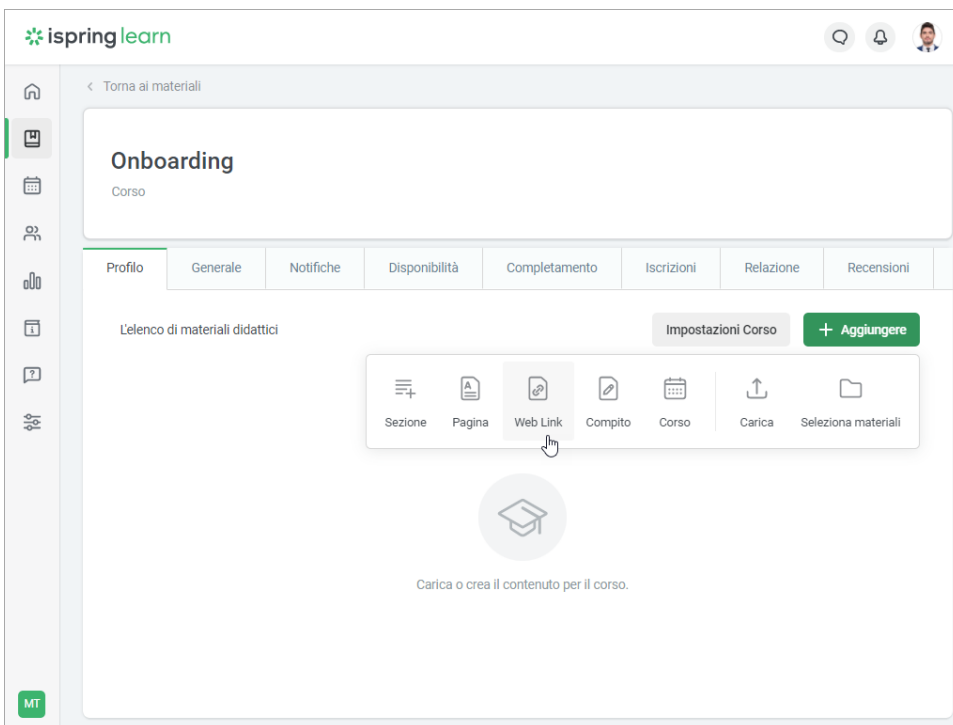 ispring learn
Torna ai materiali
Onboarding
Corso
Profilo Generale Notifiche Disponibilità Completamento Iscrizioni Relazione Recensioni
L'elenco di materiali didattici Impostazioni Corso + Aggiungere
Sezione Pagina Web Link Compito Corso Carica Seleziona materiali
Carica o crea il contenuto per il corso.
MT